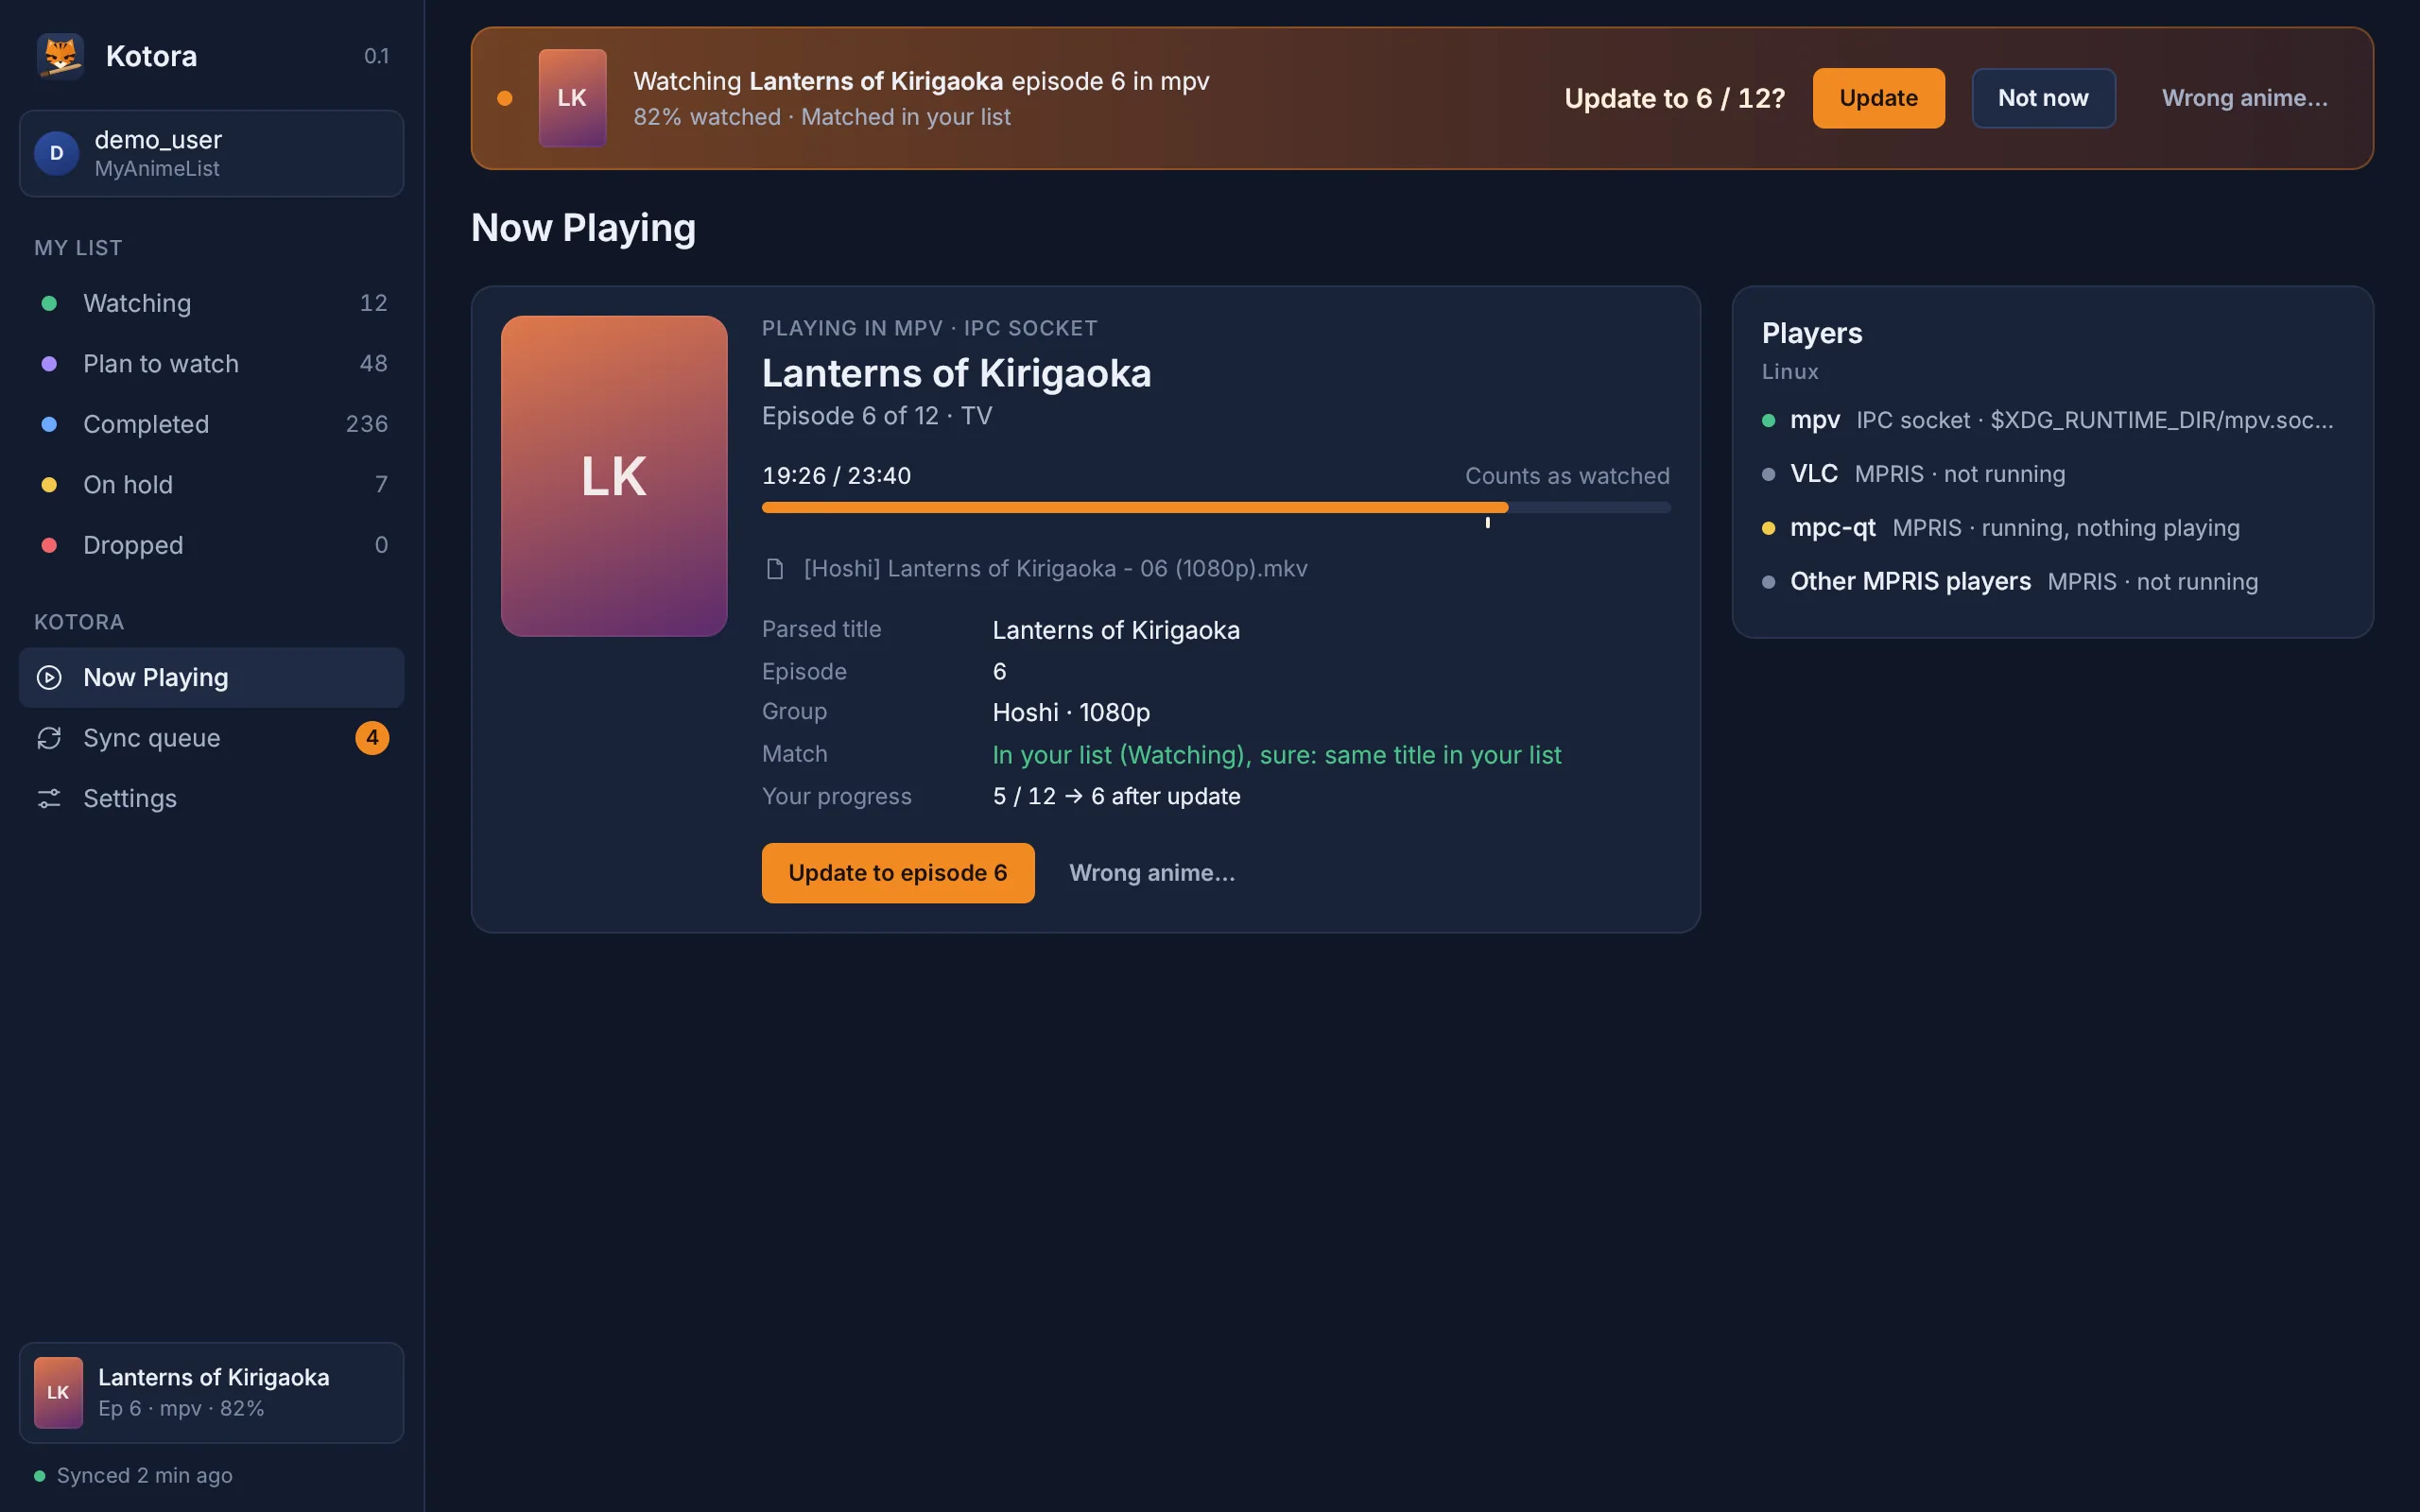 Kotora
0.1
D
demo_user
MyAnimeList
MY LIST
Watching 12
Plan to watch 48
Completed 236
On hold 7
Dropped 0
KOTORA
Now Playing
Sync queue 4
Settings
LK
Lanterns of Kirigaoka
Ep 6 · mpv · 82%
Synced 2 min ago
LK
Watching Lanterns of Kirigaoka episode 6 in mpv
82% watched · Matched in your list
Update to 6 / 12?
Update
Not now
Wrong anime...
Now Playing
LK
PLAYING IN MPV · IPC SOCKET
Lanterns of Kirigaoka
Episode 6 of 12 · TV
19:26 / 23:40
Counts as watched
[Hoshi] Lanterns of Kirigaoka - 06 (1080p).mkv
Parsed title Lanterns of Kirigaoka
Episode 6
Group Hoshi · 1080p
Match In your list (Watching), sure: same title in your list
Your progress 5 / 12 → 6 after update
Update to episode 6
Wrong anime...
Players
Linux
mpv IPC socket · $XDG_RUNTIME_DIR/mpv.soc...
VLC MPRIS · not running
mpc-qt MPRIS · running, nothing playing
Other MPRIS players MPRIS · not running